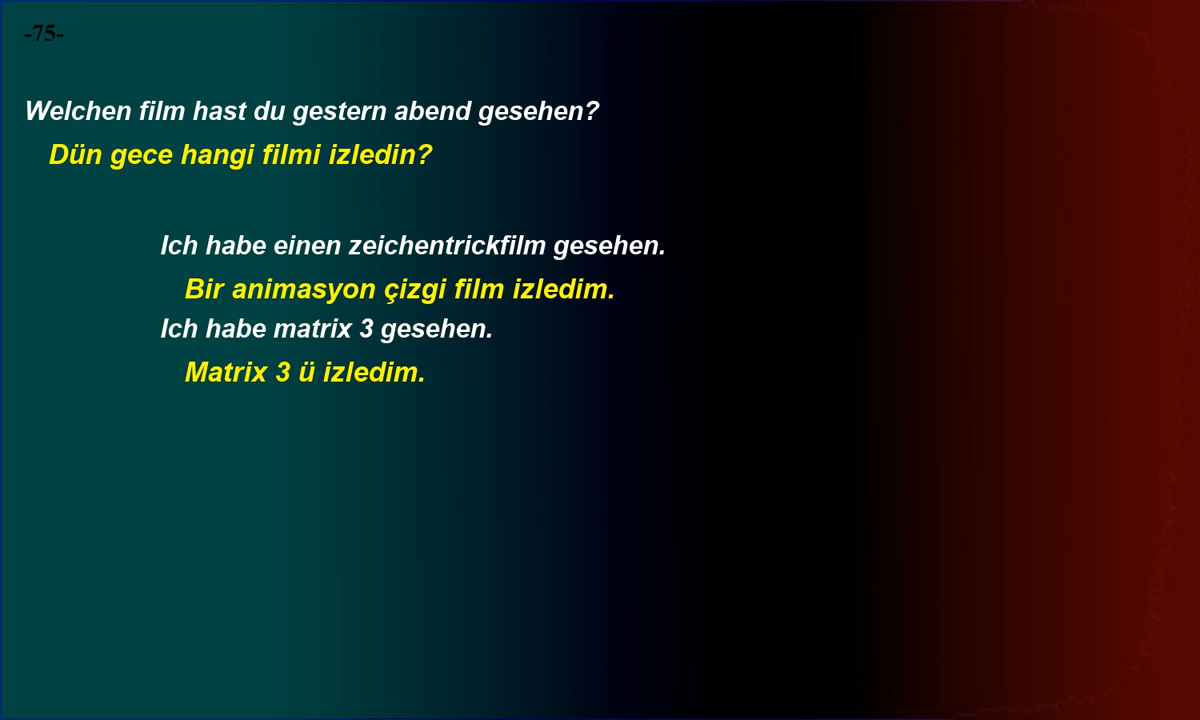 -75-
Welchen film hast du gestern abend gesehen?
Dün gece hangi filmi izledin?
Ich habe einen zeichentrickfilm gesehen.
Bir animasyon çizgi film izledim.
Ich habe matrix 3 gesehen.
Matrix 3 ü izledim.